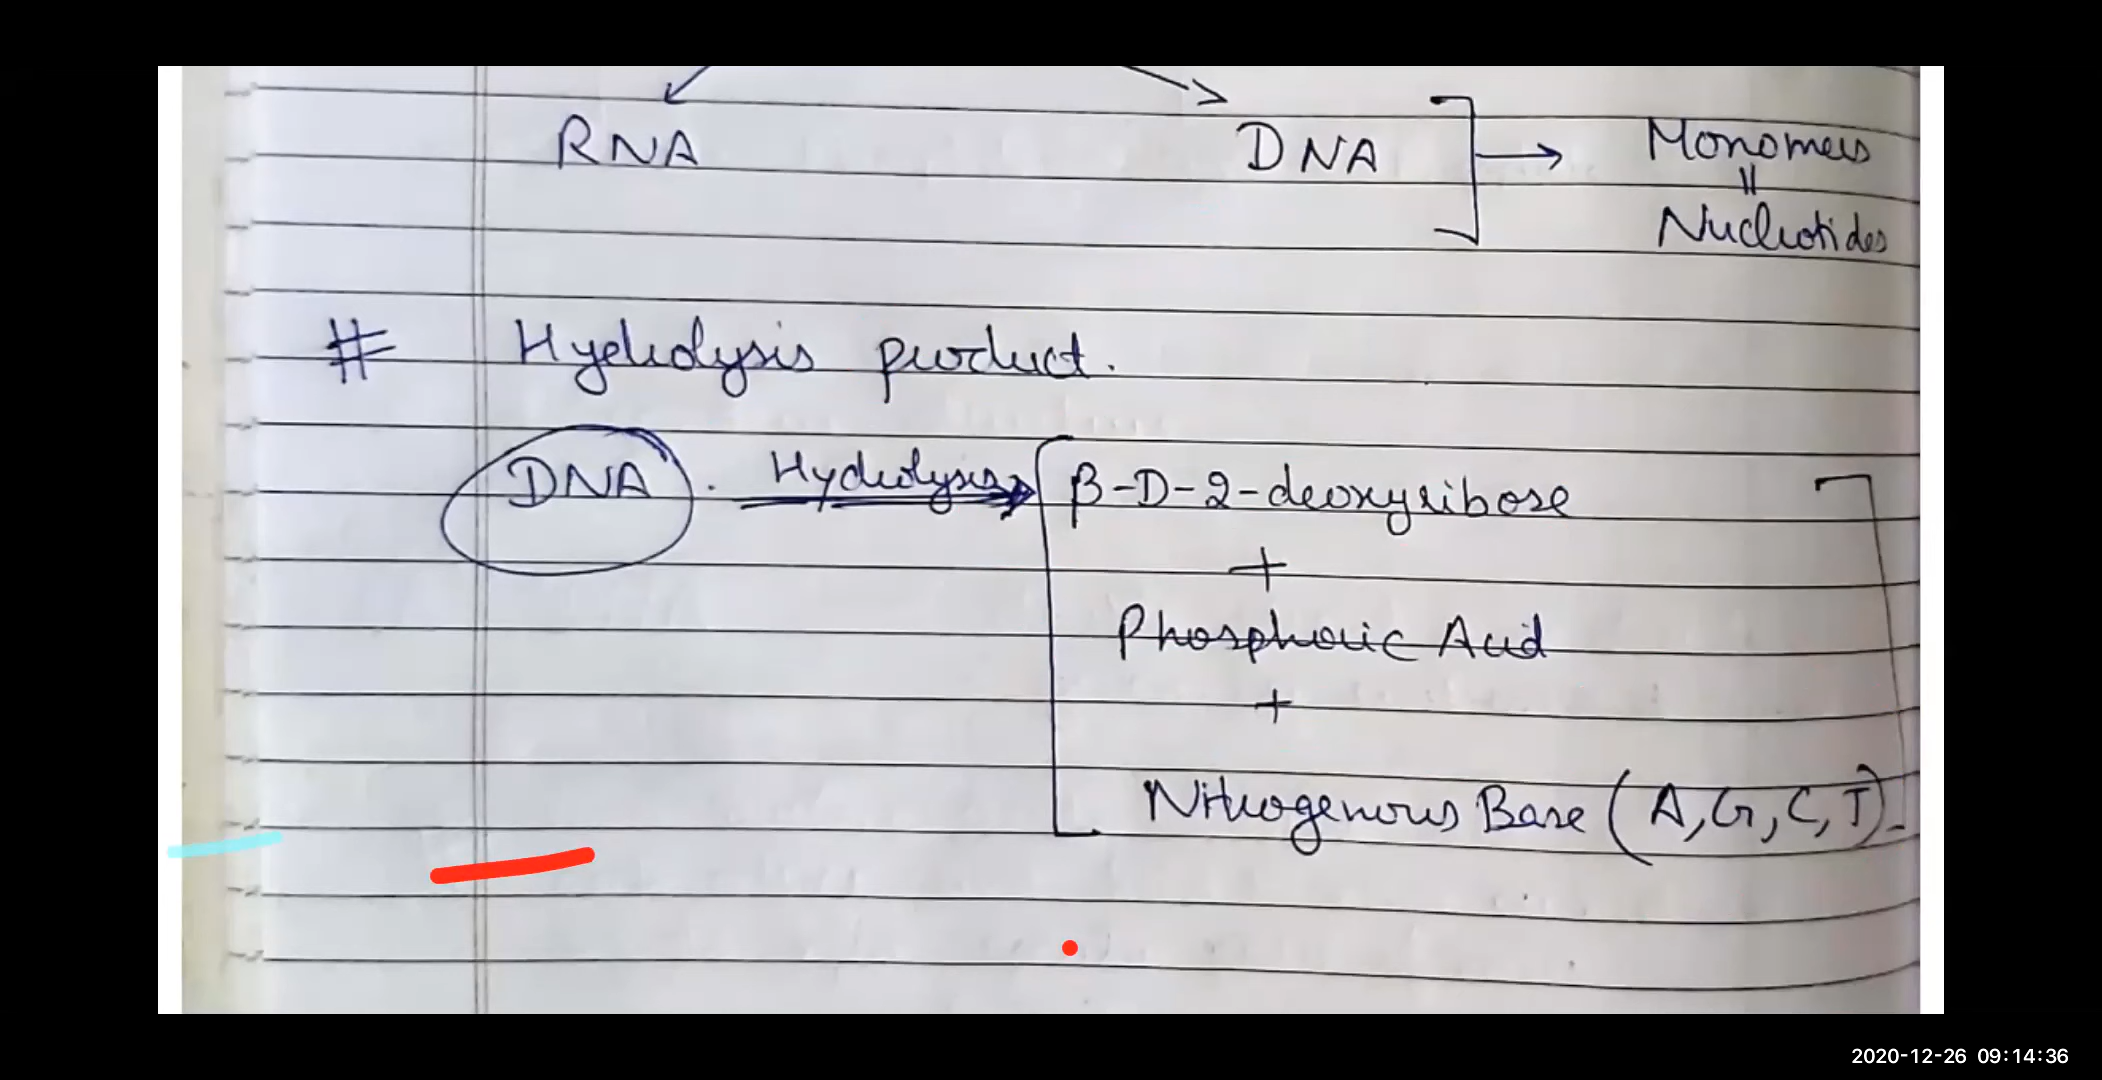 RNA DNA → Monomers
||
Nucleotides
# Hydrolysis product.
DNA. Hydrolysis β-D-2-deoxyribose
+
Phosphoric Acid
+
Nitrogenous Base (A, G, C, T).
2020-12-26 09:14:36